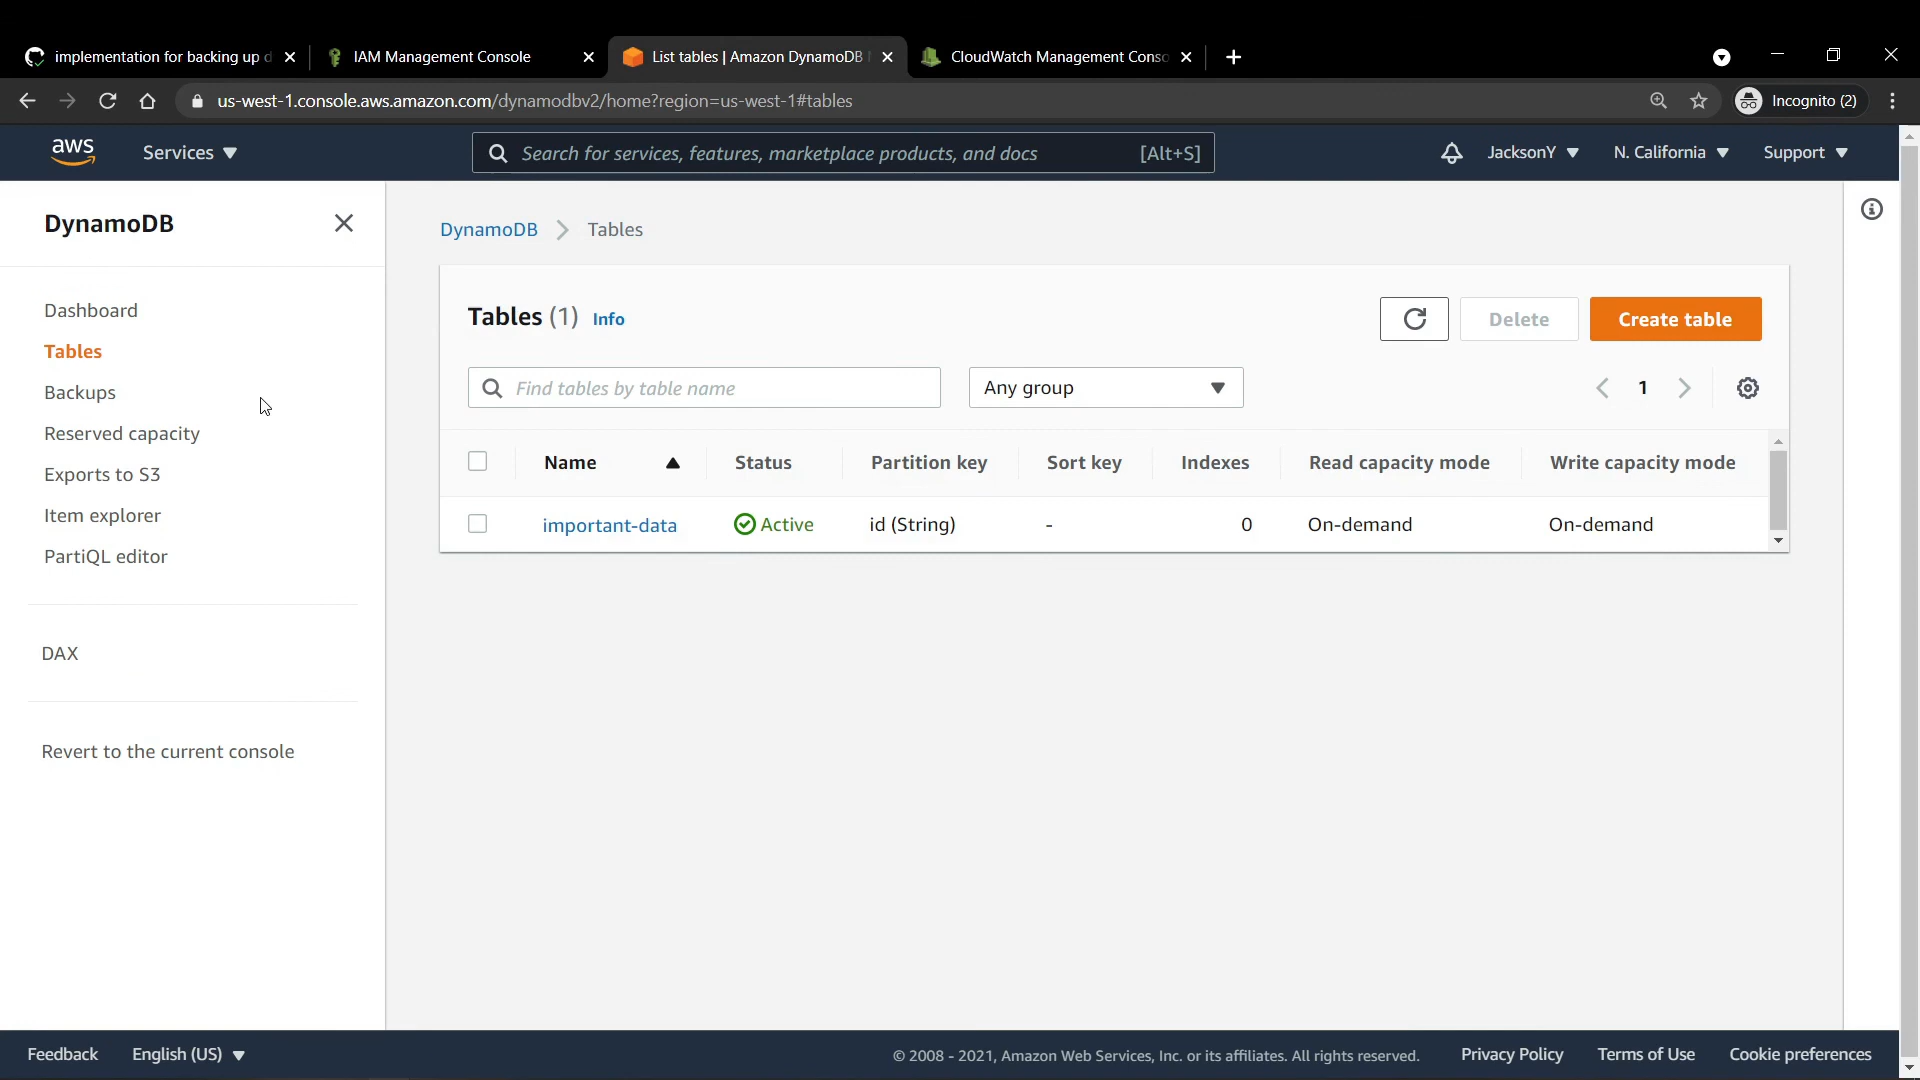 implementation for backing up d
IAM Management Console
List tables | Amazon DynamoDB
CloudWatch Management Conso
us-west-1.console.aws.amazon.com/dynamodbv2/home?region=us-west-1#tables
Incognito (2)
aws
Services
Search for services, features, marketplace products, and docs
[Alt+S]
JacksonY
N. California
Support
DynamoDB
Dashboard
Tables
Backups
Reserved capacity
Exports to S3
Item explorer
PartiQL editor
DAX
Revert to the current console
DynamoDB
Tables
Tables (1) Info
Delete
Create table
Find tables by table name
Any group
1
Name
Status
Partition key
Sort key
Indexes
Read capacity mode
Write capacity mode
important-data
Active
id (String)
-
0
On-demand
On-demand
Feedback
English (US)
© 2008 - 2021, Amazon Web Services, Inc. or its affiliates. All rights reserved.
Privacy Policy
Terms of Use
Cookie preferences